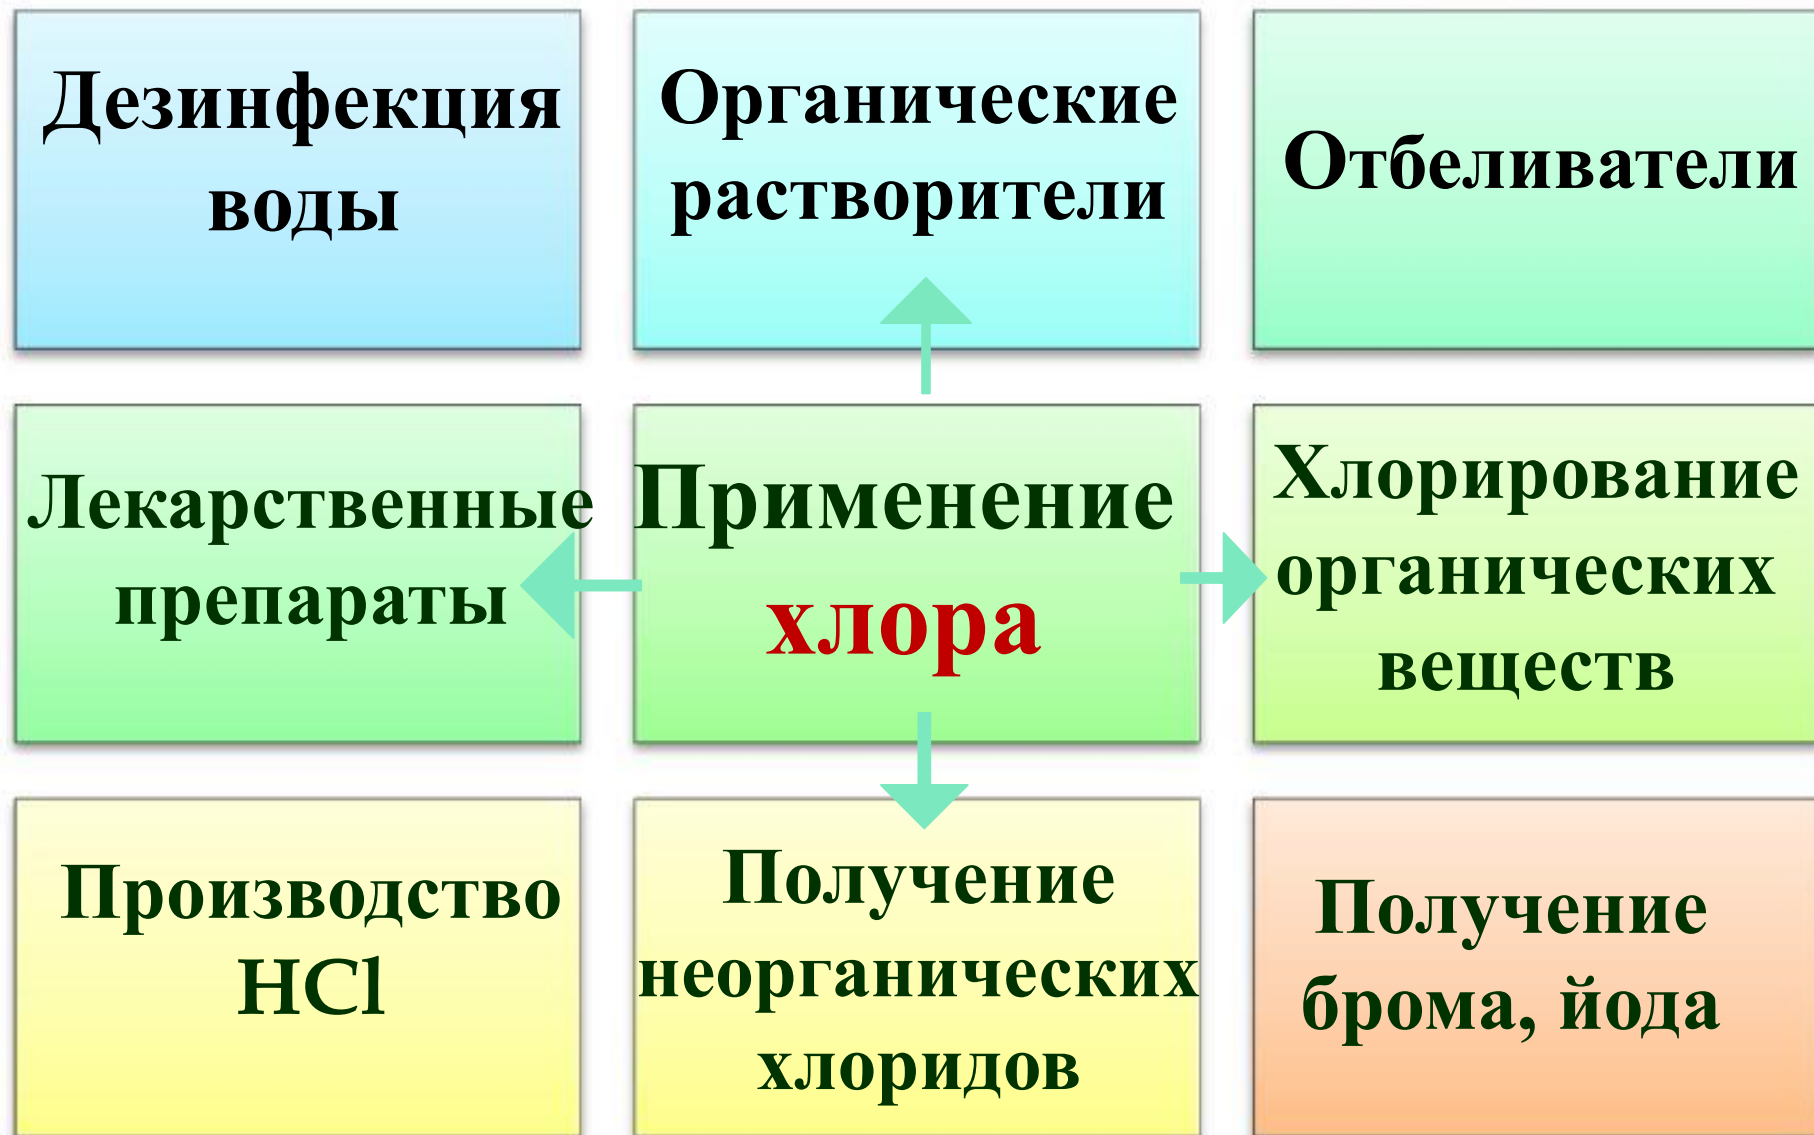 Дезинфекция
воды
Органические
растворители
Отбеливатели
Лекарственные
препараты
Применение
хлора
Хлорирование
органических
веществ
Производство
HCl
Получение
неорганических
хлоридов
Получение
брома, йода